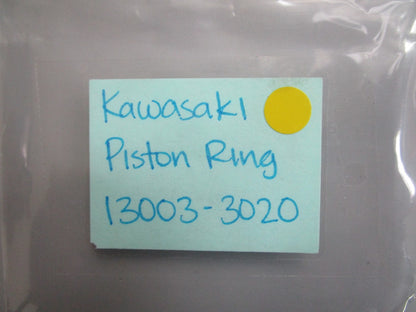 Kawasaki
Piston Ring
13003-3020